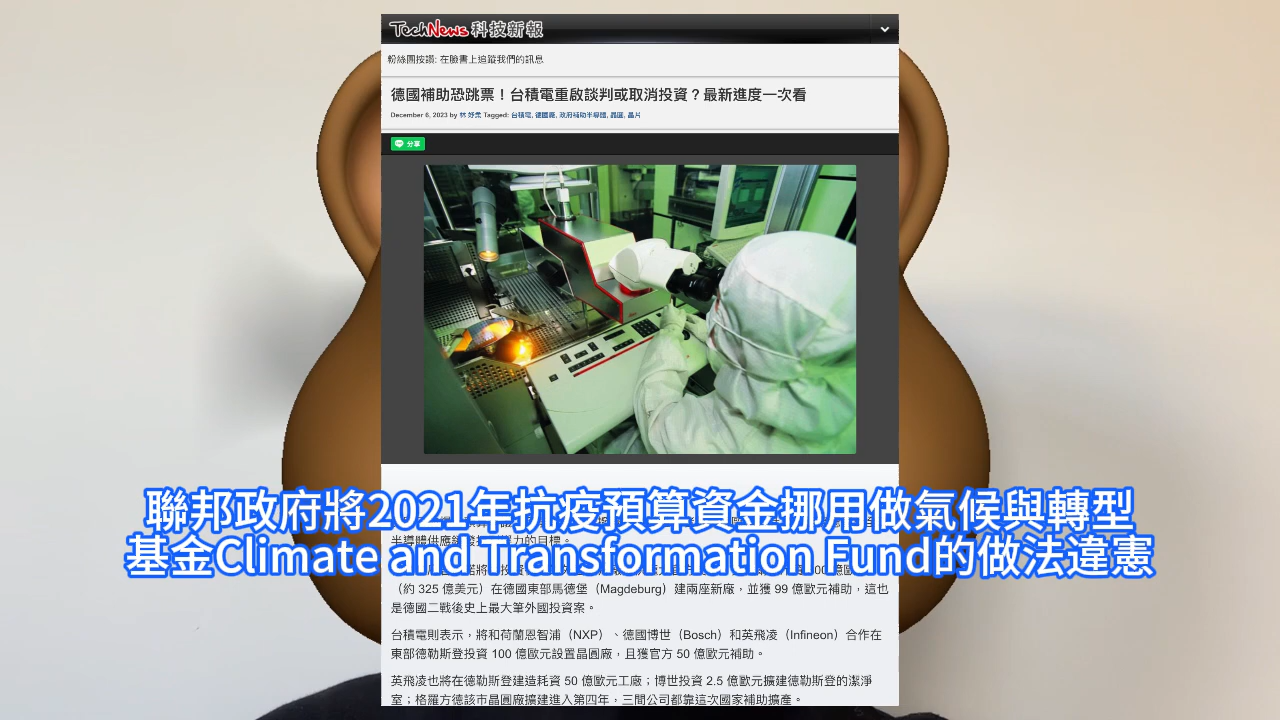 TechNews 科技新報
粉絲團按讚: 在臉書上追蹤我們的訊息
德國補助恐跳票！台積電重啟談判或取消投資？最新進度一次看
December 6, 2023 by 林 妤柔 Tagged: 台積電, 德國廠, 政府補助半導體, 晶圓, 晶片
分享
聯邦政府將2021年抗疫預算資金挪用做氣候與轉型
基金Climate and Transformation Fund的做法違憲
（約 325 億美元）在德國東部馬德堡（Magdeburg）建兩座新廠，並獲 99 億歐元補助，這也
是德國二戰後史上最大筆外國投資案。
台積電則表示，將和荷蘭恩智浦（NXP）、德國博世（Bosch）和英飛凌（Infineon）合作在
東部德勒斯登投資 100 億歐元設置晶圓廠，且獲官方 50 億歐元補助。
英飛凌也將在德勒斯登建造耗資 50 億歐元工廠；博世投資 2.5 億歐元擴建德勒斯登的潔淨
室；格羅方德該市晶圓廠擴建進入第四年，三間公司都靠這次國家補助擴產。